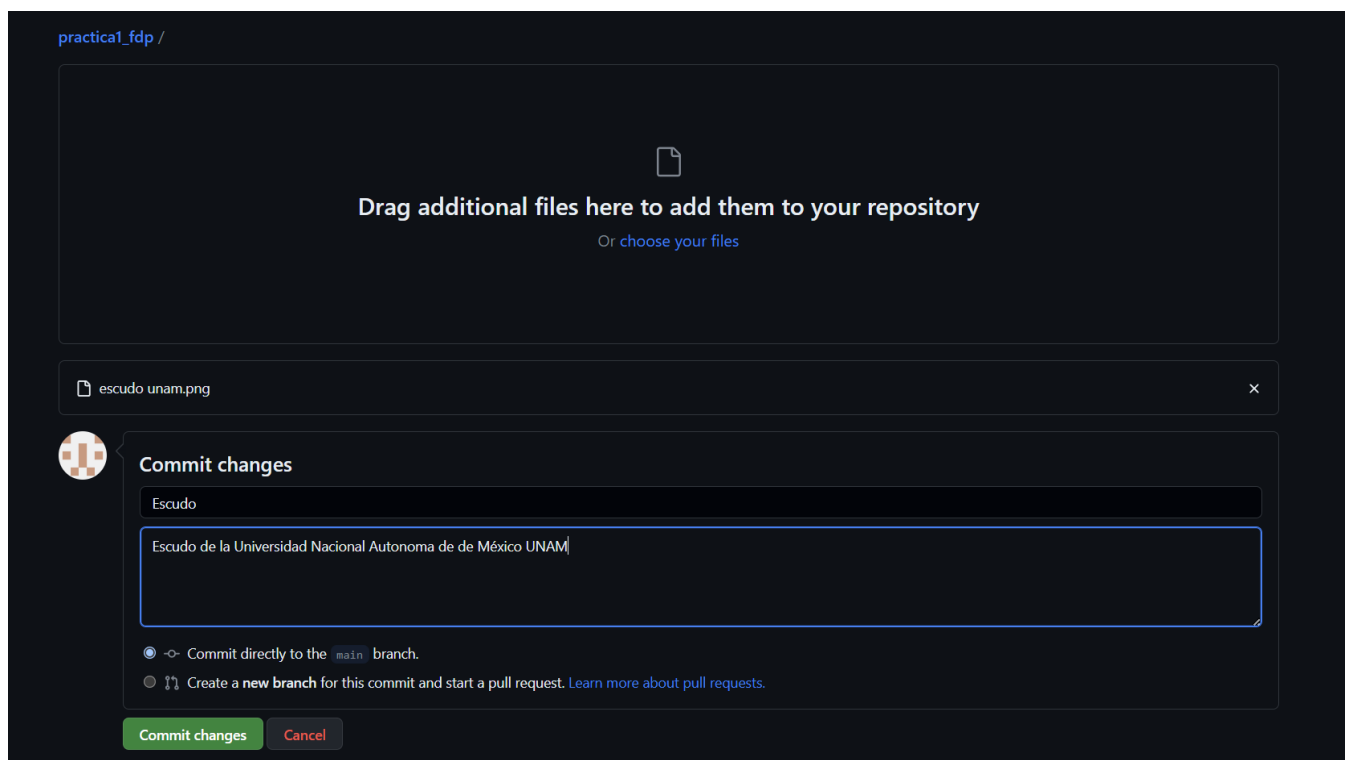 practica1_fdp /
Drag additional files here to add them to your repository
Or choose your files
escudo unam.png
Commit changes
Escudo
Escudo de la Universidad Nacional Autonoma de de México UNAM
Commit directly to the main branch.
Create a new branch for this commit and start a pull request. Learn more about pull requests.
Commit changes Cancel